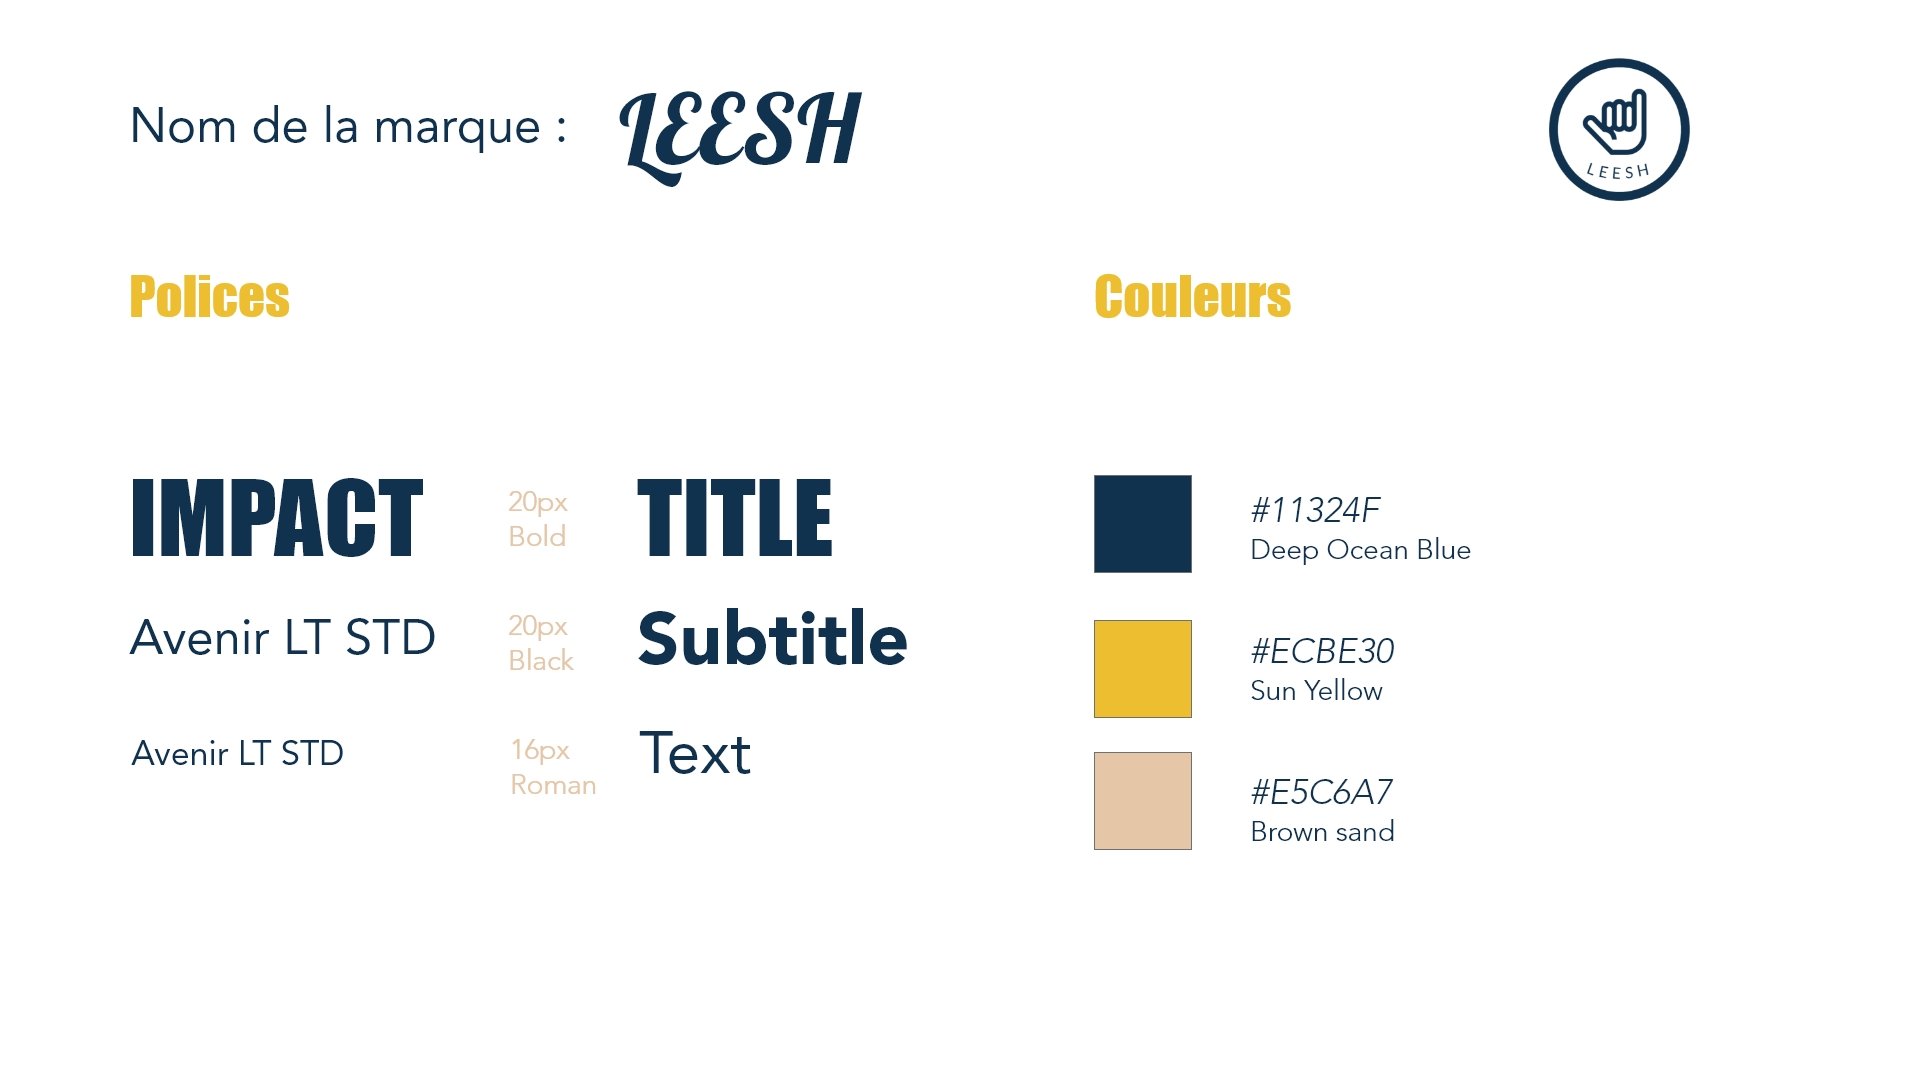 Nom de la marque :
LEESH
LEESH
Polices
Couleurs
IMPACT
20px
Bold
TITLE
Avenir LT STD
20px
Black
Subtitle
Avenir LT STD
16px
Roman
Text
#11324F
Deep Ocean Blue
#ECBE30
Sun Yellow
#E5C6A7
Brown sand